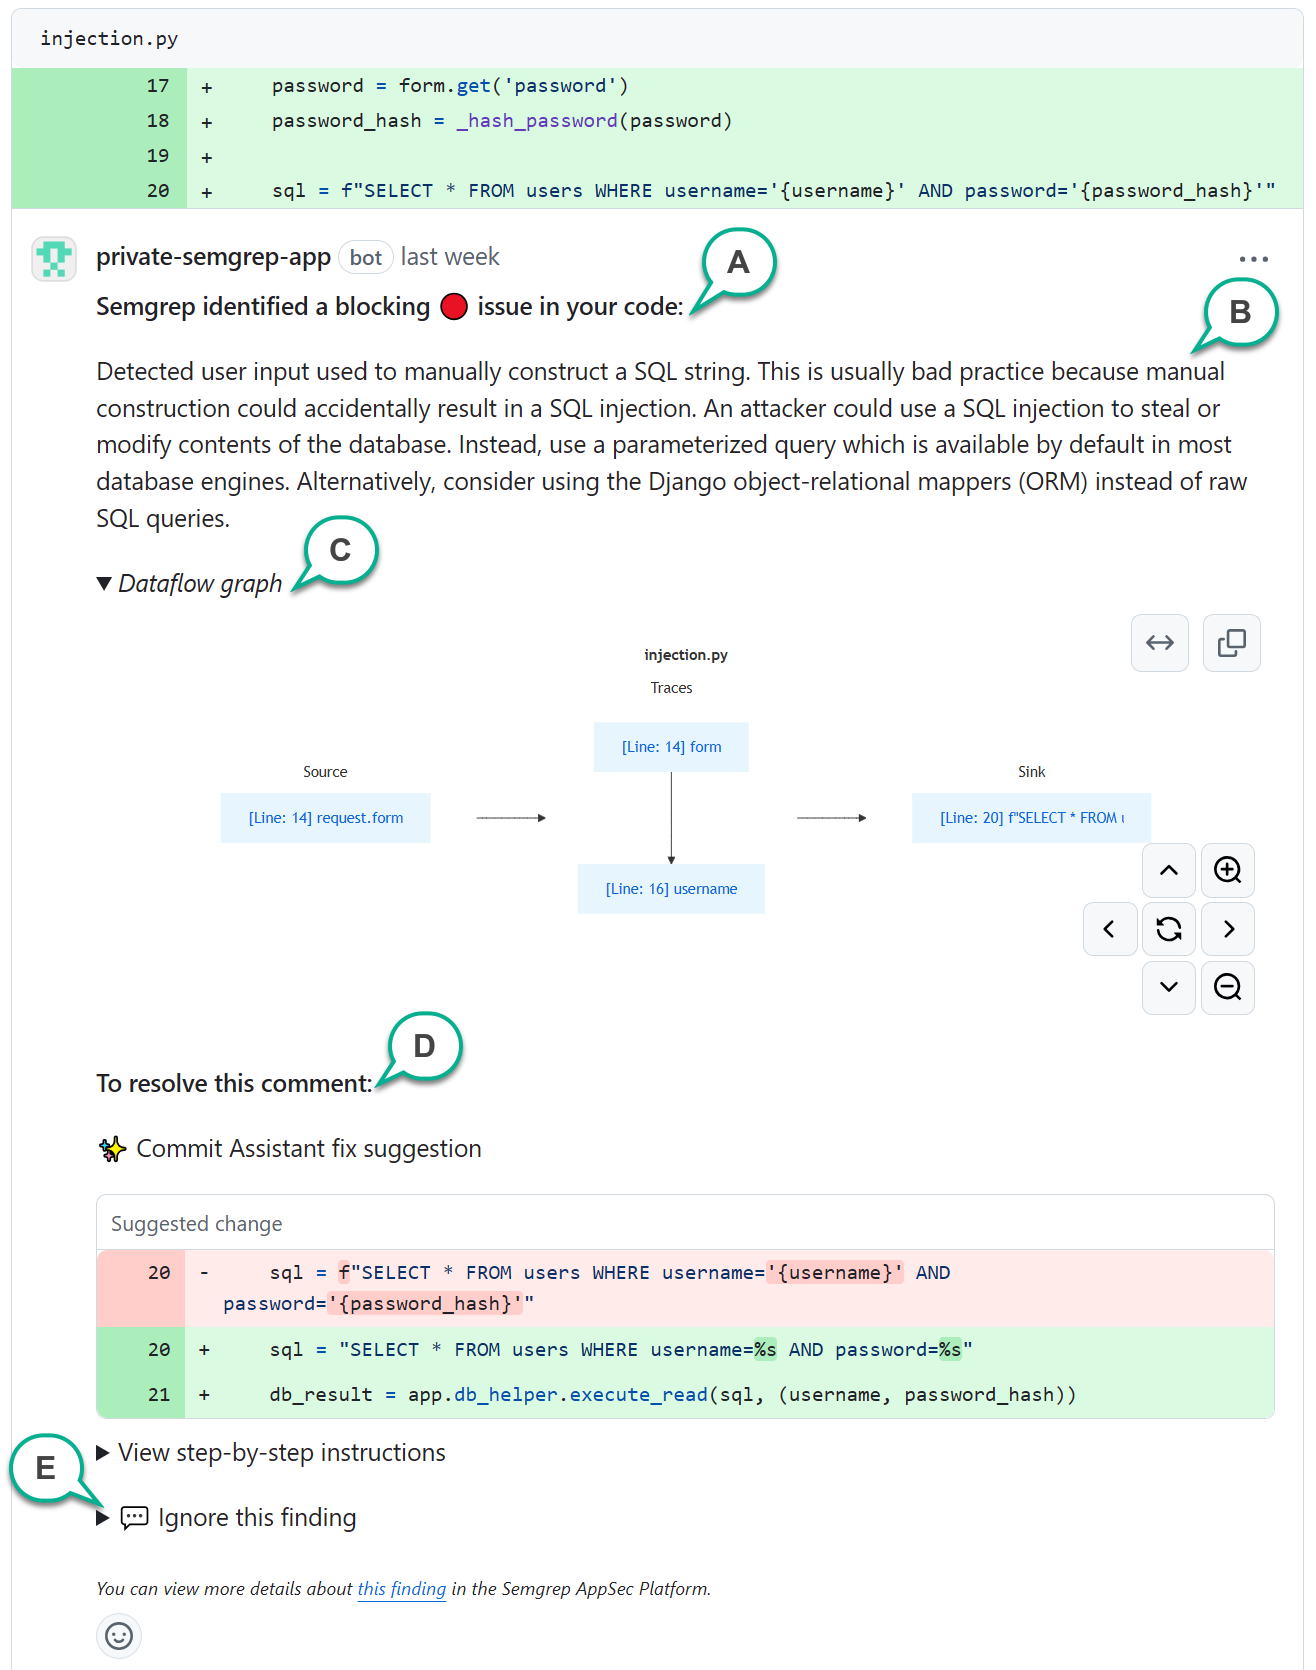 injection.py
17 + password = form.get('password')
18 + password_hash = _hash_password(password)
19 +
20 + sql = f"SELECT * FROM users WHERE username='{username}' AND password='{password_hash}'"
private-semgrep-app bot last week
A
Semgrep identified a blocking issue in your code:
B
Detected user input used to manually construct a SQL string. This is usually bad practice because manual
construction could accidentally result in a SQL injection. An attacker could use a SQL injection to steal or
modify contents of the database. Instead, use a parameterized query which is available by default in most
database engines. Alternatively, consider using the Django object-relational mappers (ORM) instead of raw
SQL queries.
C
Dataflow graph
injection.py
Traces
[Line: 14] form
Source
Sink
[Line: 14] request.form
[Line: 20] f"SELECT * FROM
[Line: 16] username
D
To resolve this comment:
Commit Assistant fix suggestion
Suggested change
20 - sql = f"SELECT * FROM users WHERE username='{username}' AND
password='{password_hash}'"
20 + sql = "SELECT * FROM users WHERE username=%s AND password=%s"
21 + db_result = app.db_helper.execute_read(sql, (username, password_hash))
View step-by-step instructions
E
Ignore this finding
You can view more details about this finding in the Semgrep AppSec Platform.